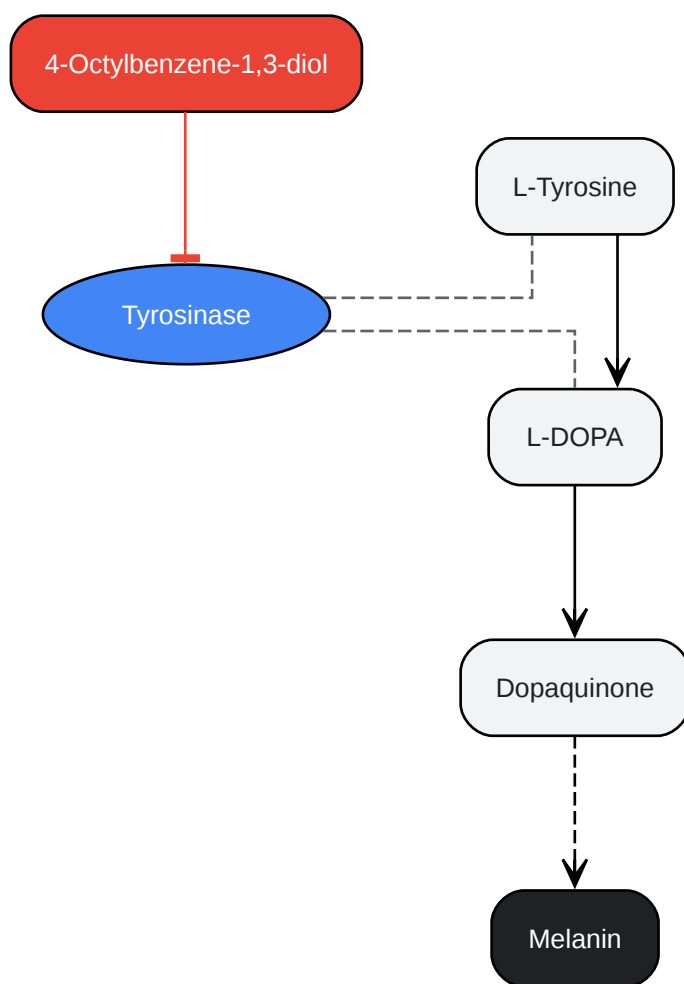 4-Octylbenzene-1,3-diol
L-Tyrosine
Tyrosinase
L-DOPA
Dopaquinone
Melanin